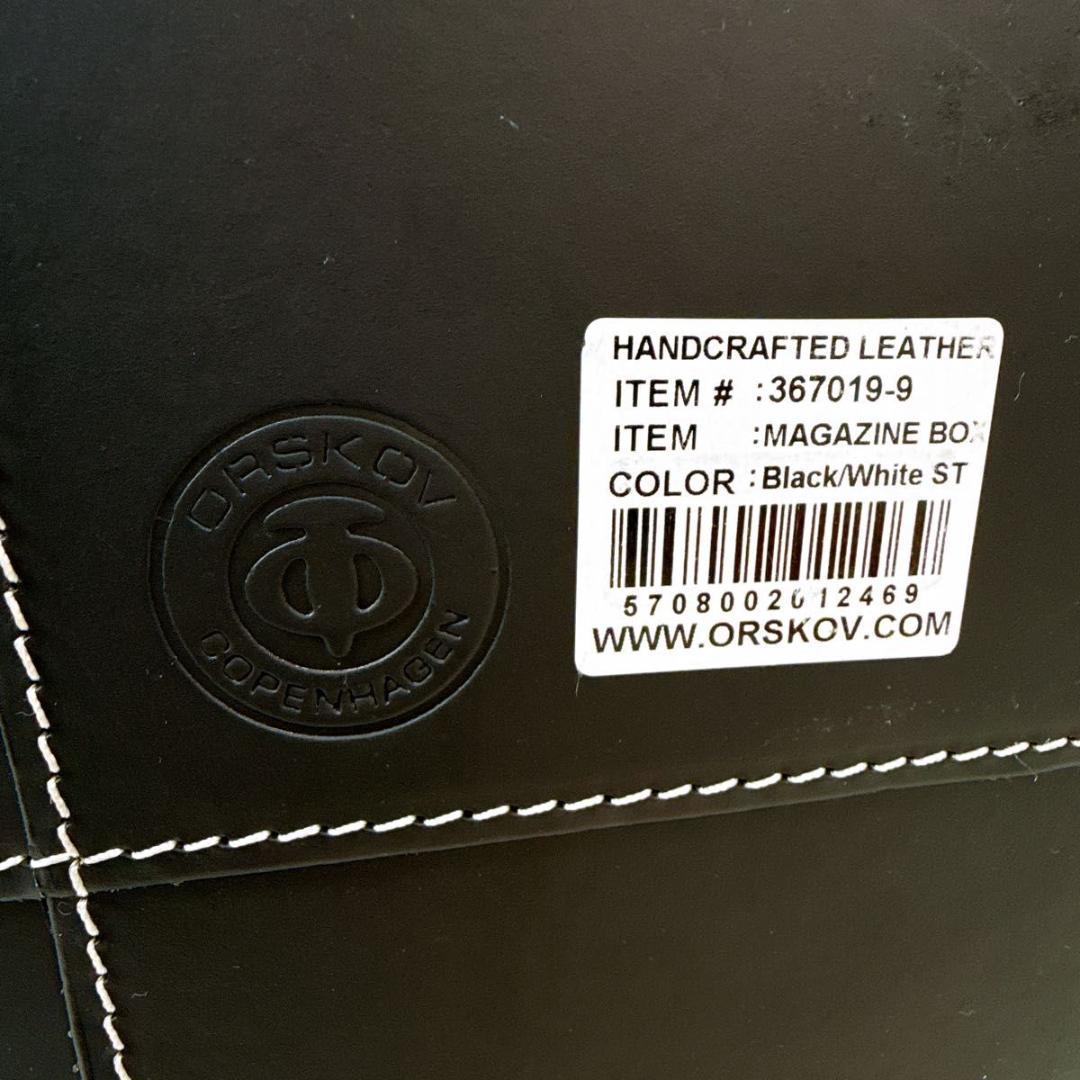 ORSKOV
COPENHAGEN
HANDCRAFTED LEATHER
ITEM # :367019-9
ITEM :MAGAZINE BOX
COLOR :Black/White ST
5708002012469
WWW.ORSKOV.COM